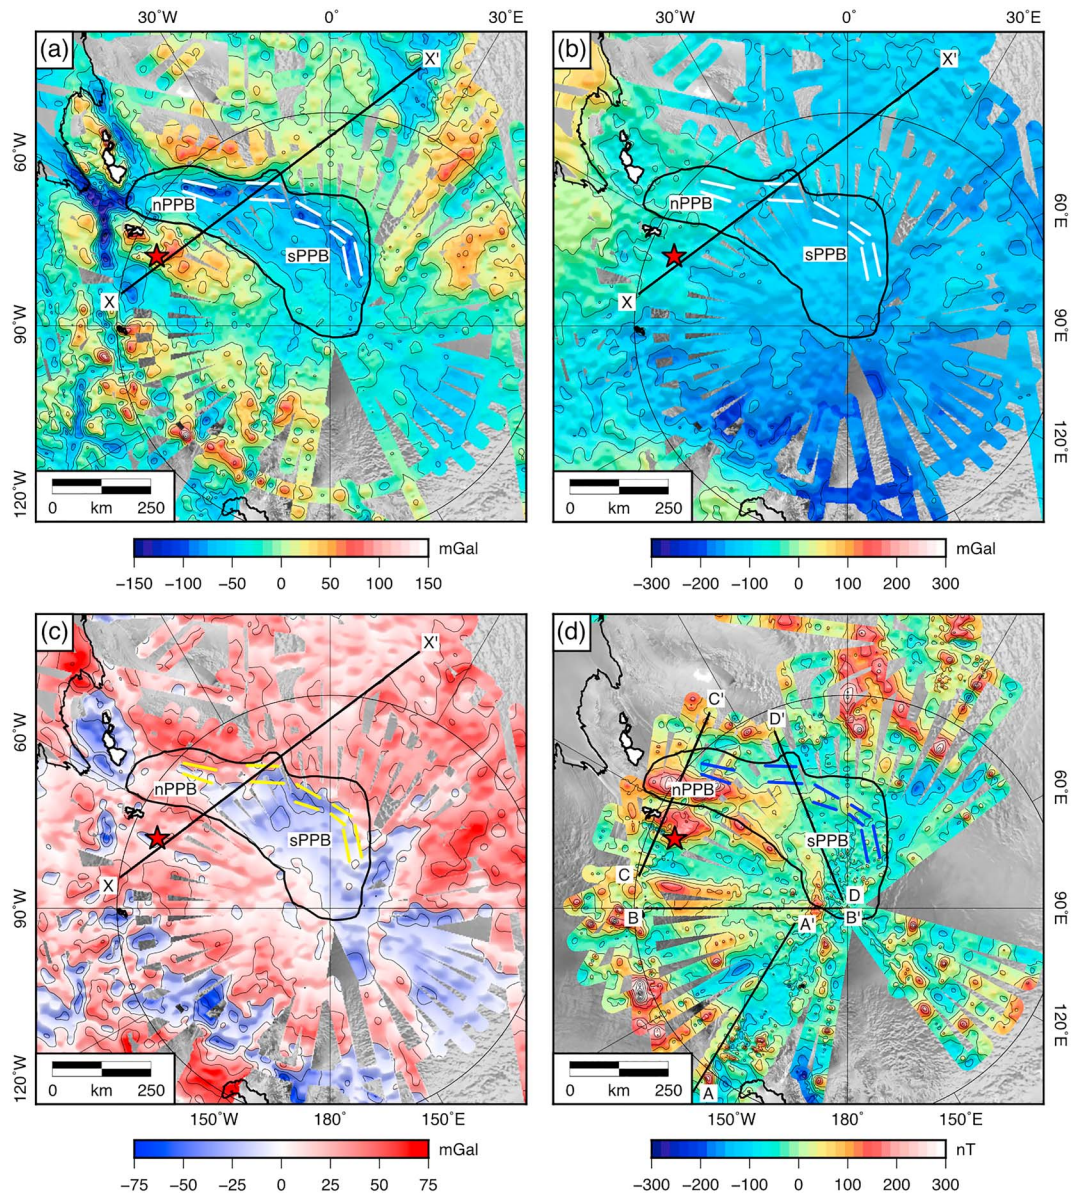 30°W 0° 30°E 30°W 0° 30°E
(a) X' (b) X'
60°W
nPPB nPPB
60°E
sPPB sPPB
X X
90°W 90°E
120°E
120°W
0 km 250 0 km 250
mGal mGal
−150 −100 −50 0 50 100 150 −300 −200 −100 0 100 200 300
(c) X' (d)
C' D'
60°W
nPPB nPPB
60°E
sPPB sPPB
X C
D
90°W B A' B' 90°E
120°E
120°W
0 km 250 0 km 250
A
150°W 180° 150°E 150°W 180° 150°E
mGal nT
−75 −50 −25 0 25 50 75 −300 −200 −100 0 100 200 300